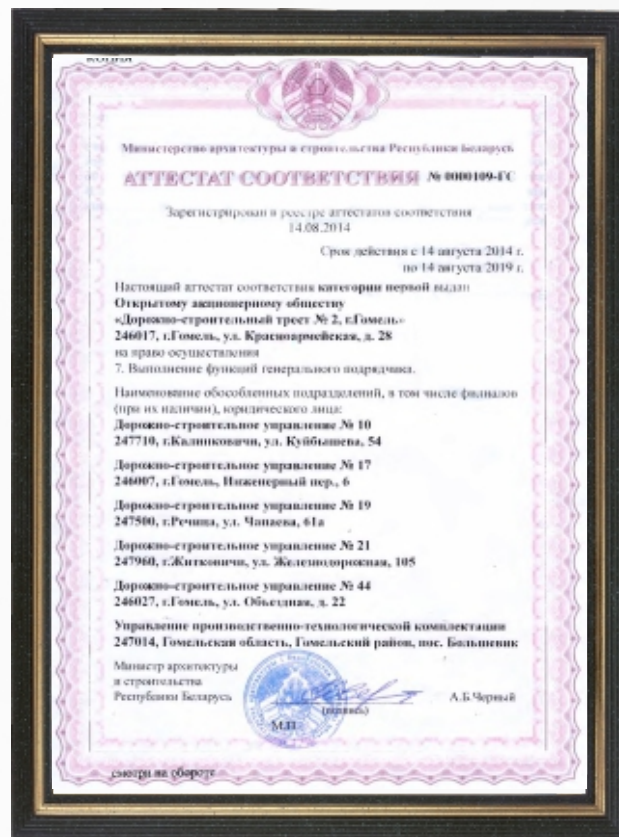 КОПИЯ
Министерство архитектуры и строительства Республики Беларусь
АТТЕСТАТ СООТВЕТСТВИЯ № 0000109-ГС
Зарегистрирован в реестре аттестатов соответствия
14.08.2014
Срок действия с 14 августа 2014 г.
по 14 августа 2019 г.
Настоящий аттестат соответствия категории первой выдан
Открытому акционерному обществу
«Дорожно-строительный трест № 2, г.Гомель»
246017, г.Гомель, ул. Красноармейская, д. 28
на право осуществления
7. Выполнение функций генерального подрядчика.
Наименование обособленных подразделений, в том числе филиалов
(при их наличии), юридического лица:
Дорожно-строительное управление № 10
247710, г.Калинковичи, ул. Куйбышева, 54
Дорожно-строительное управление № 17
246007, г.Гомель, Инженерный пер., 6
Дорожно-строительное управление № 19
247500, г.Речица, ул. Чапаева, 61а
Дорожно-строительное управление № 21
247960, г.Житковичи, ул. Железнодорожная, 105
Дорожно-строительное управление № 44
246027, г.Гомель, ул. Объездная, д. 22
Управление производственно-технологической комплектации
247014, Гомельская область, Гомельский район, пос. Большевик
Министр архитектуры
и строительства
Республики Беларусь
А.Б.Черный
(подпись)
М.П.
смотри на обороте